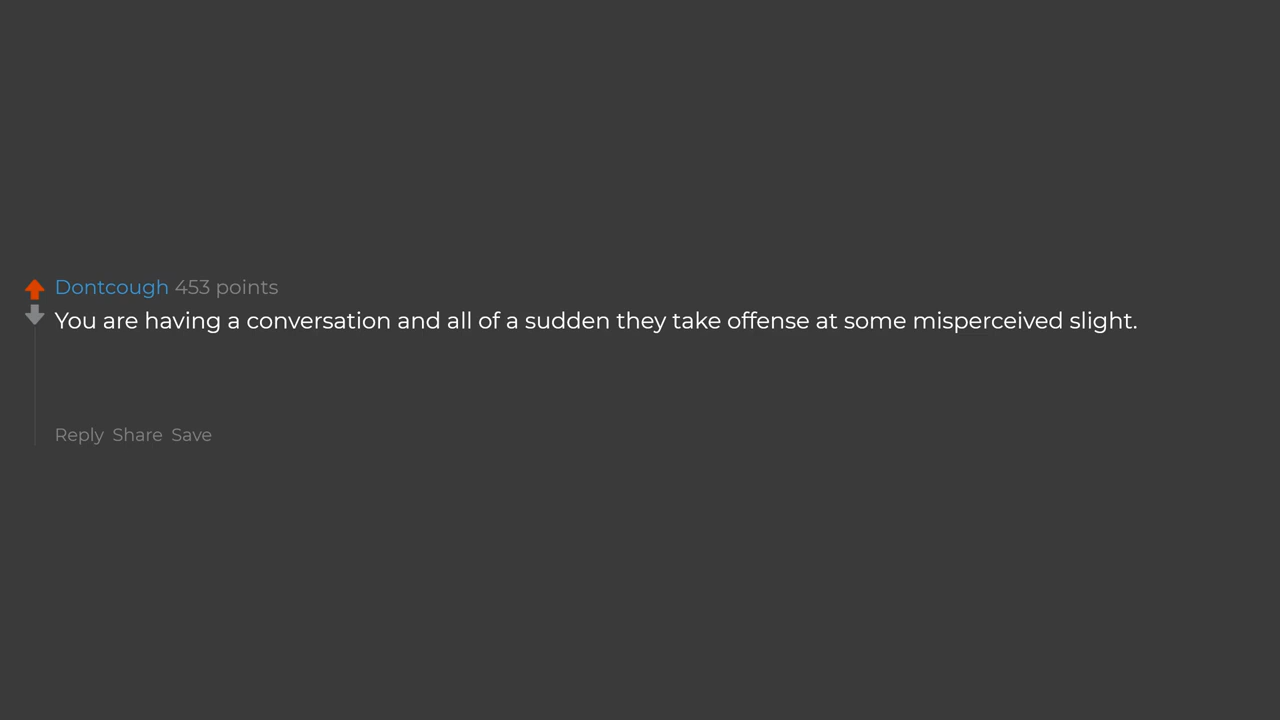 Dontcough 453 points
You are having a conversation and all of a sudden they take offense at some misperceived slight.
Reply Share Save